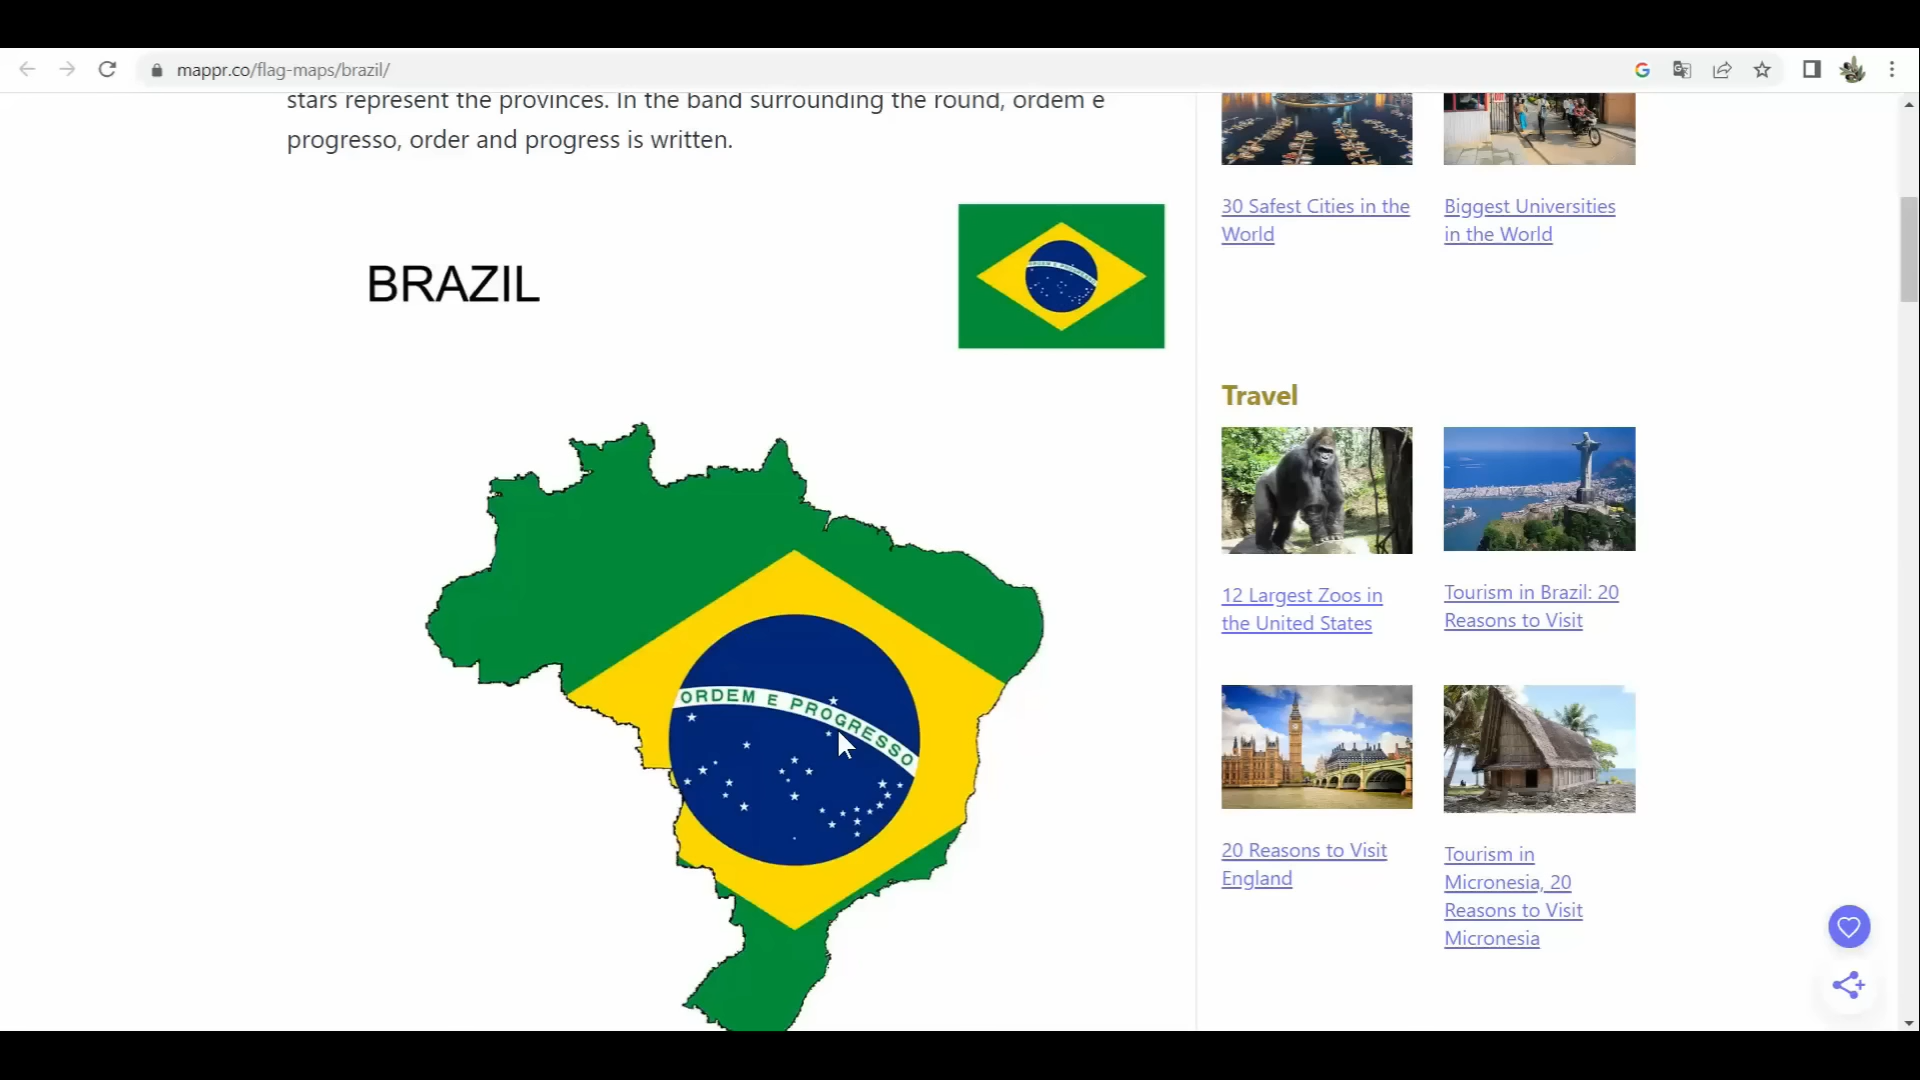 mappr.co/flag-maps/brazil/
stars represent the provinces. In the band surrounding the round, ordem e
progresso, order and progress is written.
BRAZIL
ORDEM E PROGRESSO
ORDEM E PROGRESSO
30 Safest Cities in the
World
Biggest Universities
in the World
Travel
12 Largest Zoos in
the United States
Tourism in Brazil: 20
Reasons to Visit
20 Reasons to Visit
England
Tourism in
Micronesia, 20
Reasons to Visit
Micronesia